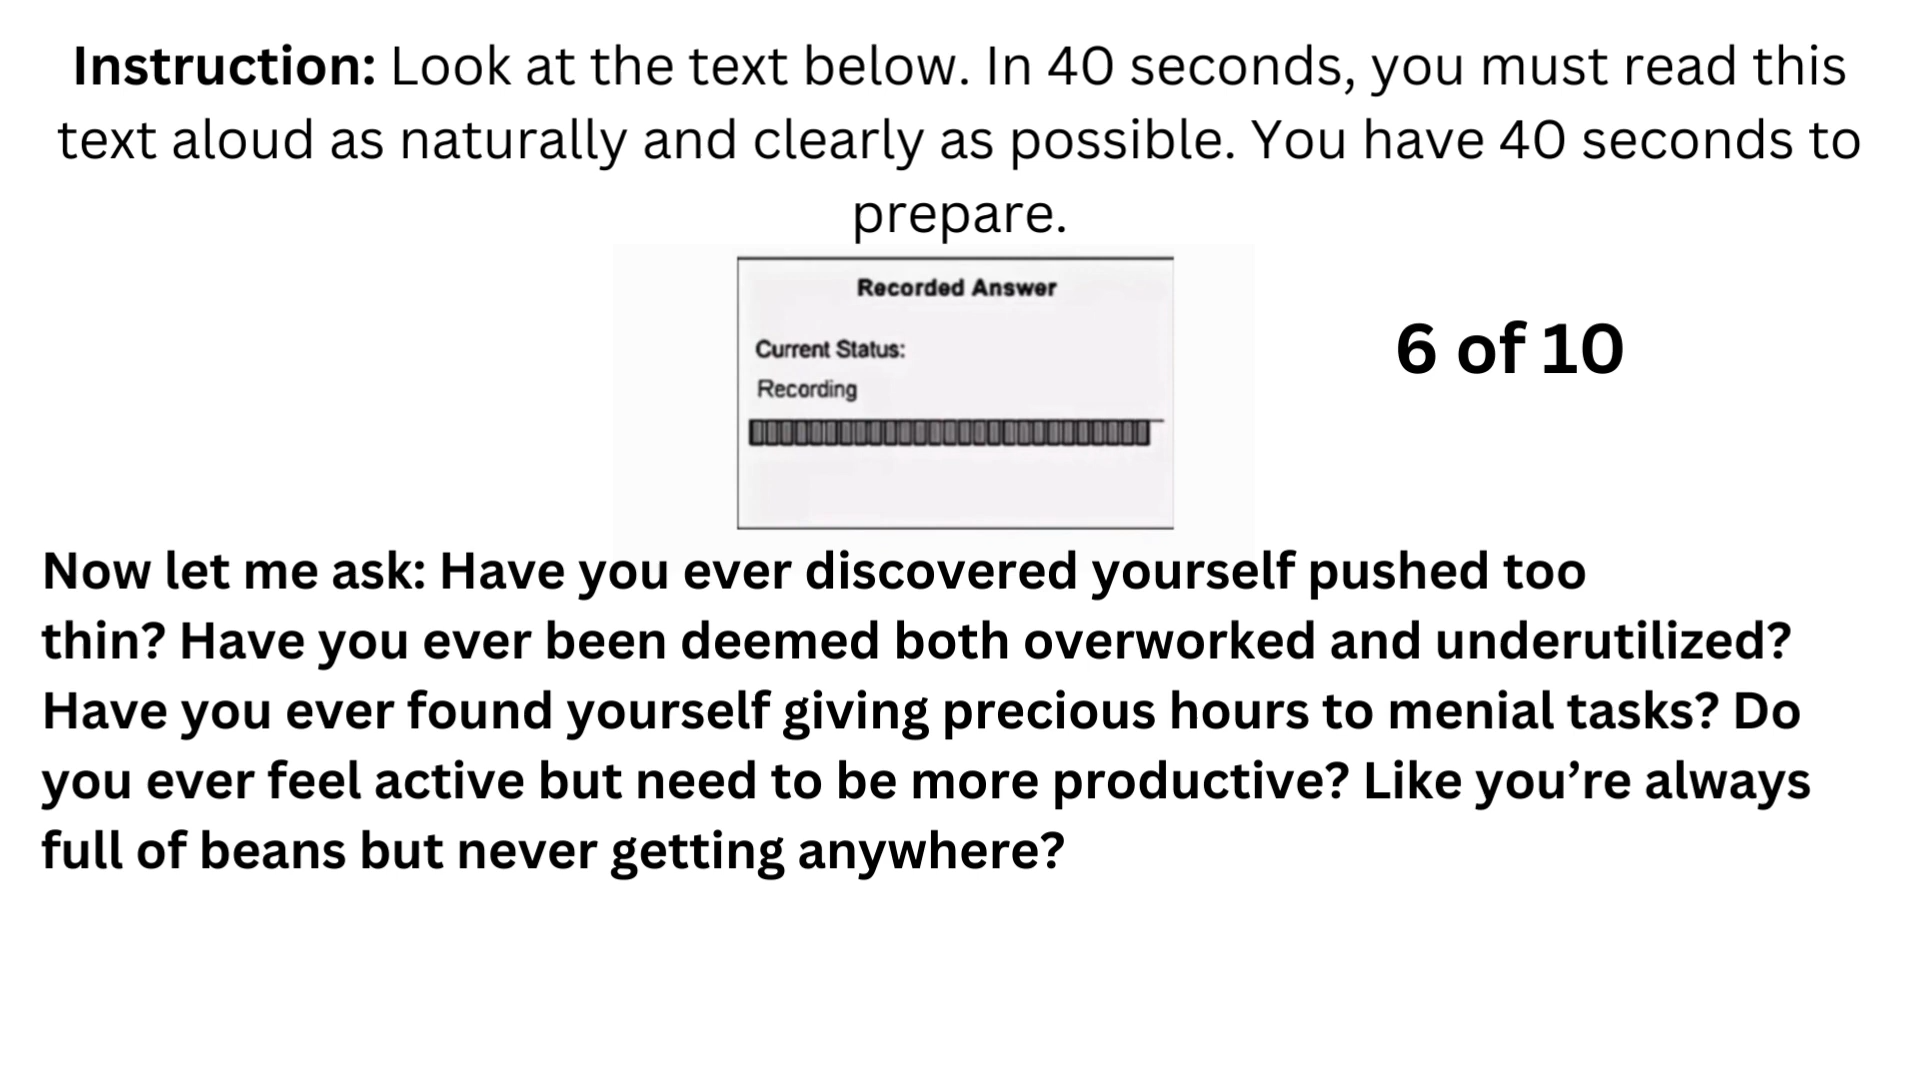 Instruction: Look at the text below. In 40 seconds, you must read this
text aloud as naturally and clearly as possible. You have 40 seconds to
prepare.
Recorded Answer
Current Status:
Recording
6 of 10
Now let me ask: Have you ever discovered yourself pushed too
thin? Have you ever been deemed both overworked and underutilized?
Have you ever found yourself giving precious hours to menial tasks? Do
you ever feel active but need to be more productive? Like you’re always
full of beans but never getting anywhere?